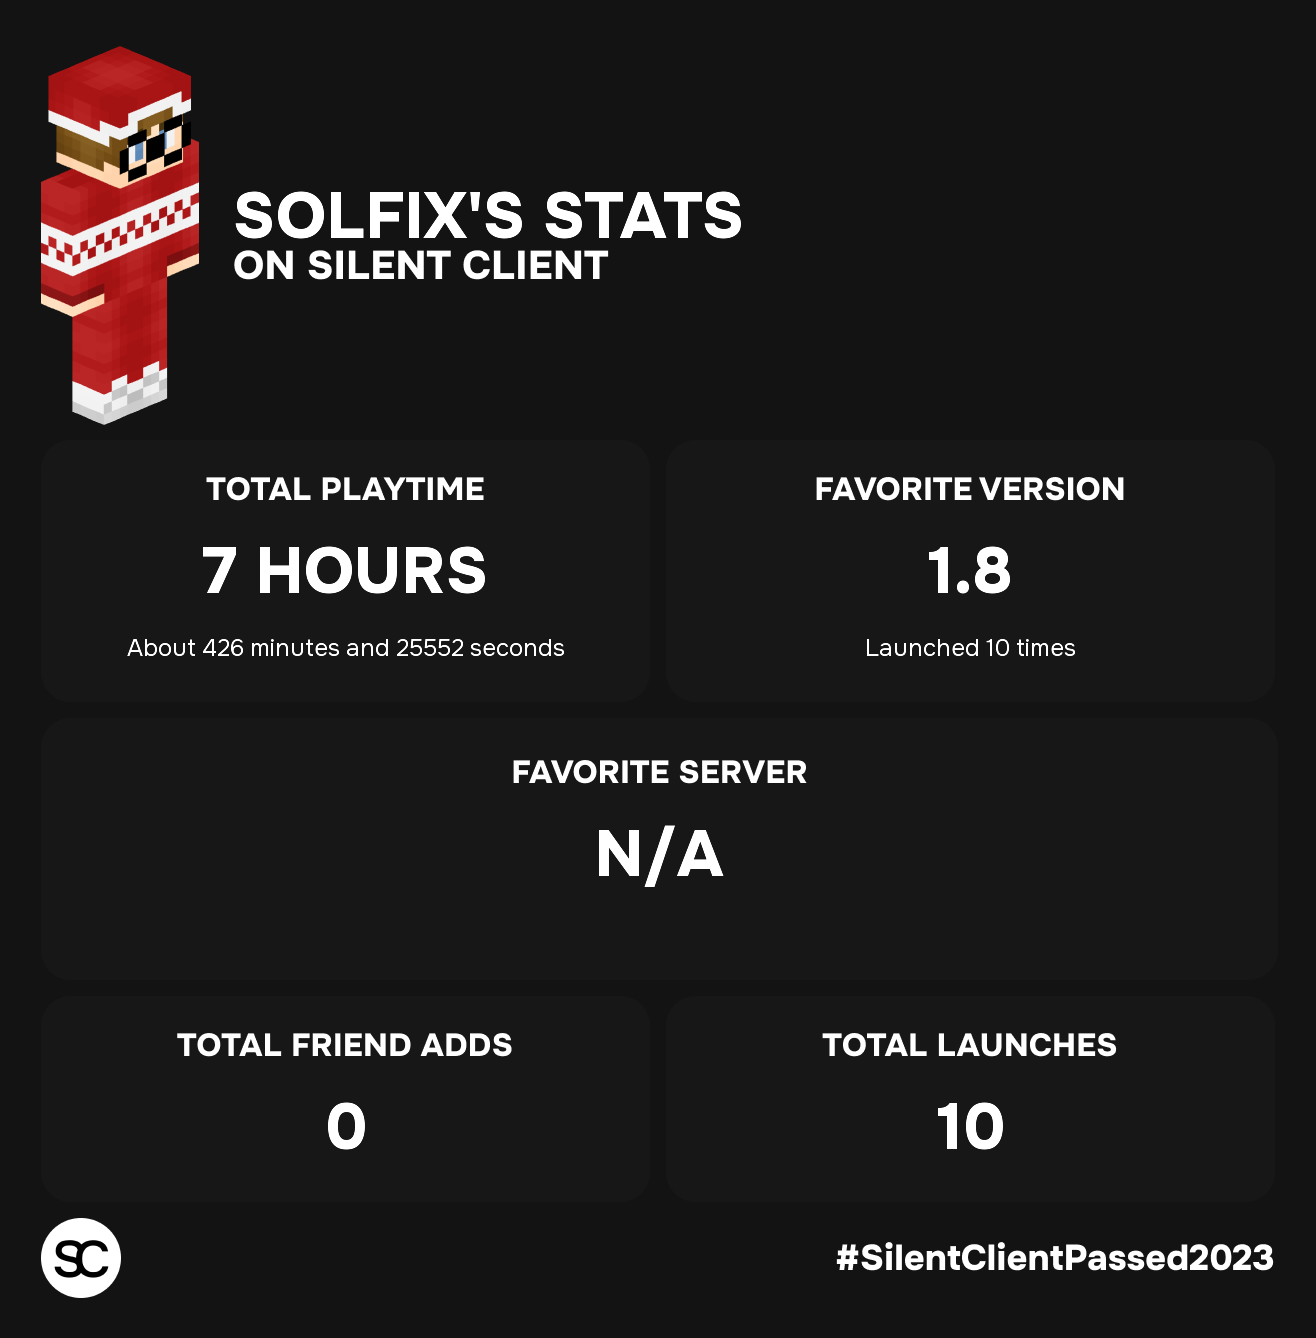 SOLFIX'S STATS
ON SILENT CLIENT
TOTAL PLAYTIME
7 HOURS
About 426 minutes and 25552 seconds
FAVORITE VERSION
1.8
Launched 10 times
FAVORITE SERVER
N/A
TOTAL FRIEND ADDS
0
TOTAL LAUNCHES
10
SC
#SilentClientPassed2023